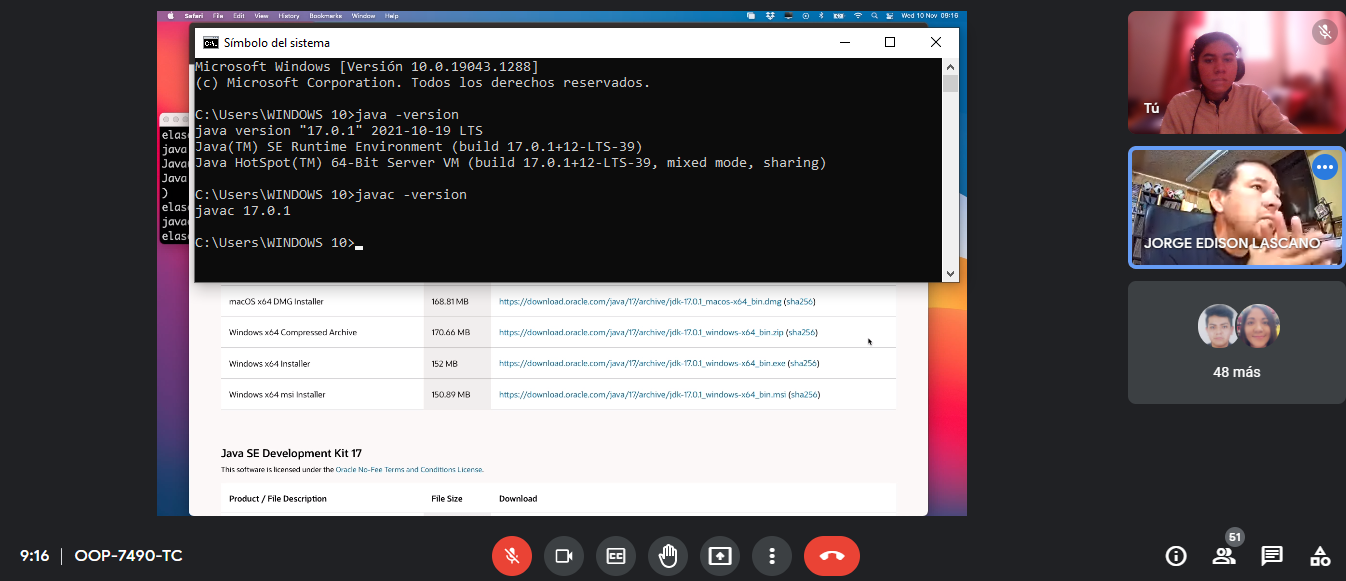 Safari File Edit View History Bookmarks Window Help
Wed 10 Nov 09:16
Símbolo del sistema
Microsoft Windows [Versión 10.0.19043.1288]
(c) Microsoft Corporation. Todos los derechos reservados.
C:\Users\WINDOWS 10>java -version
java version "17.0.1" 2021-10-19 LTS
Java(TM) SE Runtime Environment (build 17.0.1+12-LTS-39)
Java HotSpot(TM) 64-Bit Server VM (build 17.0.1+12-LTS-39, mixed mode, sharing)
C:\Users\WINDOWS 10>javac -version
javac 17.0.1
C:\Users\WINDOWS 10>
elas
java
Java
Java
)
elas
java
elas
macOS x64 DMG Installer 168.81 MB https://download.oracle.com/java/17/archive/jdk-17.0.1_macos-x64_bin.dmg (sha256)
Windows x64 Compressed Archive 170.66 MB https://download.oracle.com/java/17/archive/jdk-17.0.1_windows-x64_bin.zip (sha256)
Windows x64 Installer 152 MB https://download.oracle.com/java/17/archive/jdk-17.0.1_windows-x64_bin.exe (sha256)
Windows x64 msi Installer 150.89 MB https://download.oracle.com/java/17/archive/jdk-17.0.1_windows-x64_bin.msi (sha256)
Java SE Development Kit 17
This software is licensed under the Oracle No-Fee Terms and Conditions License.
Product / File Description File Size Download
Tú
JORGE EDISON LASCANO
48 más
9:16 | OOP-7490-TC
51